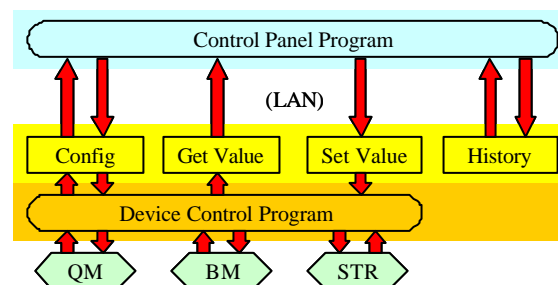 Control Panel Program
(LAN)
Config Get Value Set Value History
Device Control Program
QM BM STR